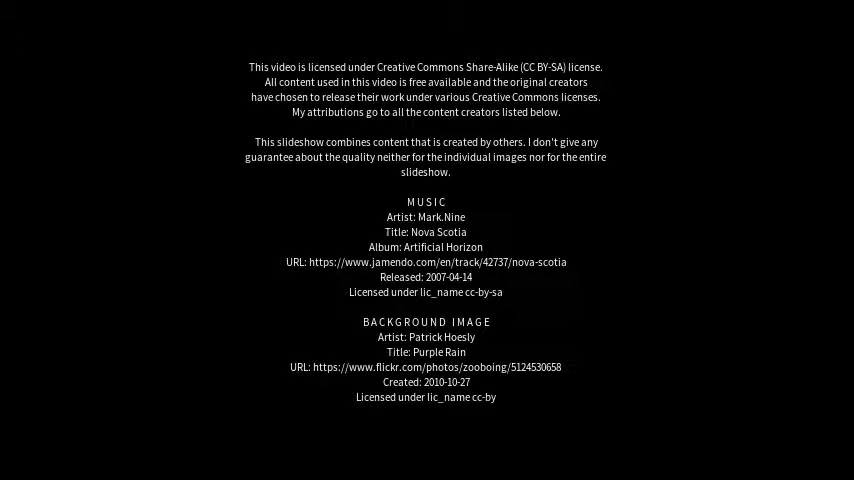 This video is licensed under Creative Commons Share-Alike (CC BY-SA) license.
All content used in this video is free available and the original creators
have chosen to release their work under various Creative Commons licenses.
My attributions go to all the content creators listed below.
This slideshow combines content that is created by others. I don't give any
guarantee about the quality neither for the individual images nor for the entire
slideshow.
MUSIC
Artist: Mark.Nine
Title: Nova Scotia
Album: Artificial Horizon
URL: https://www.jamendo.com/en/track/42737/nova-scotia
Released: 2007-04-14
Licensed under lic_name cc-by-sa
BACKGROUND IMAGE
Artist: Patrick Hoesly
Title: Purple Rain
URL: https://www.flickr.com/photos/zooboing/5124530658
Created: 2010-10-27
Licensed under lic_name cc-by